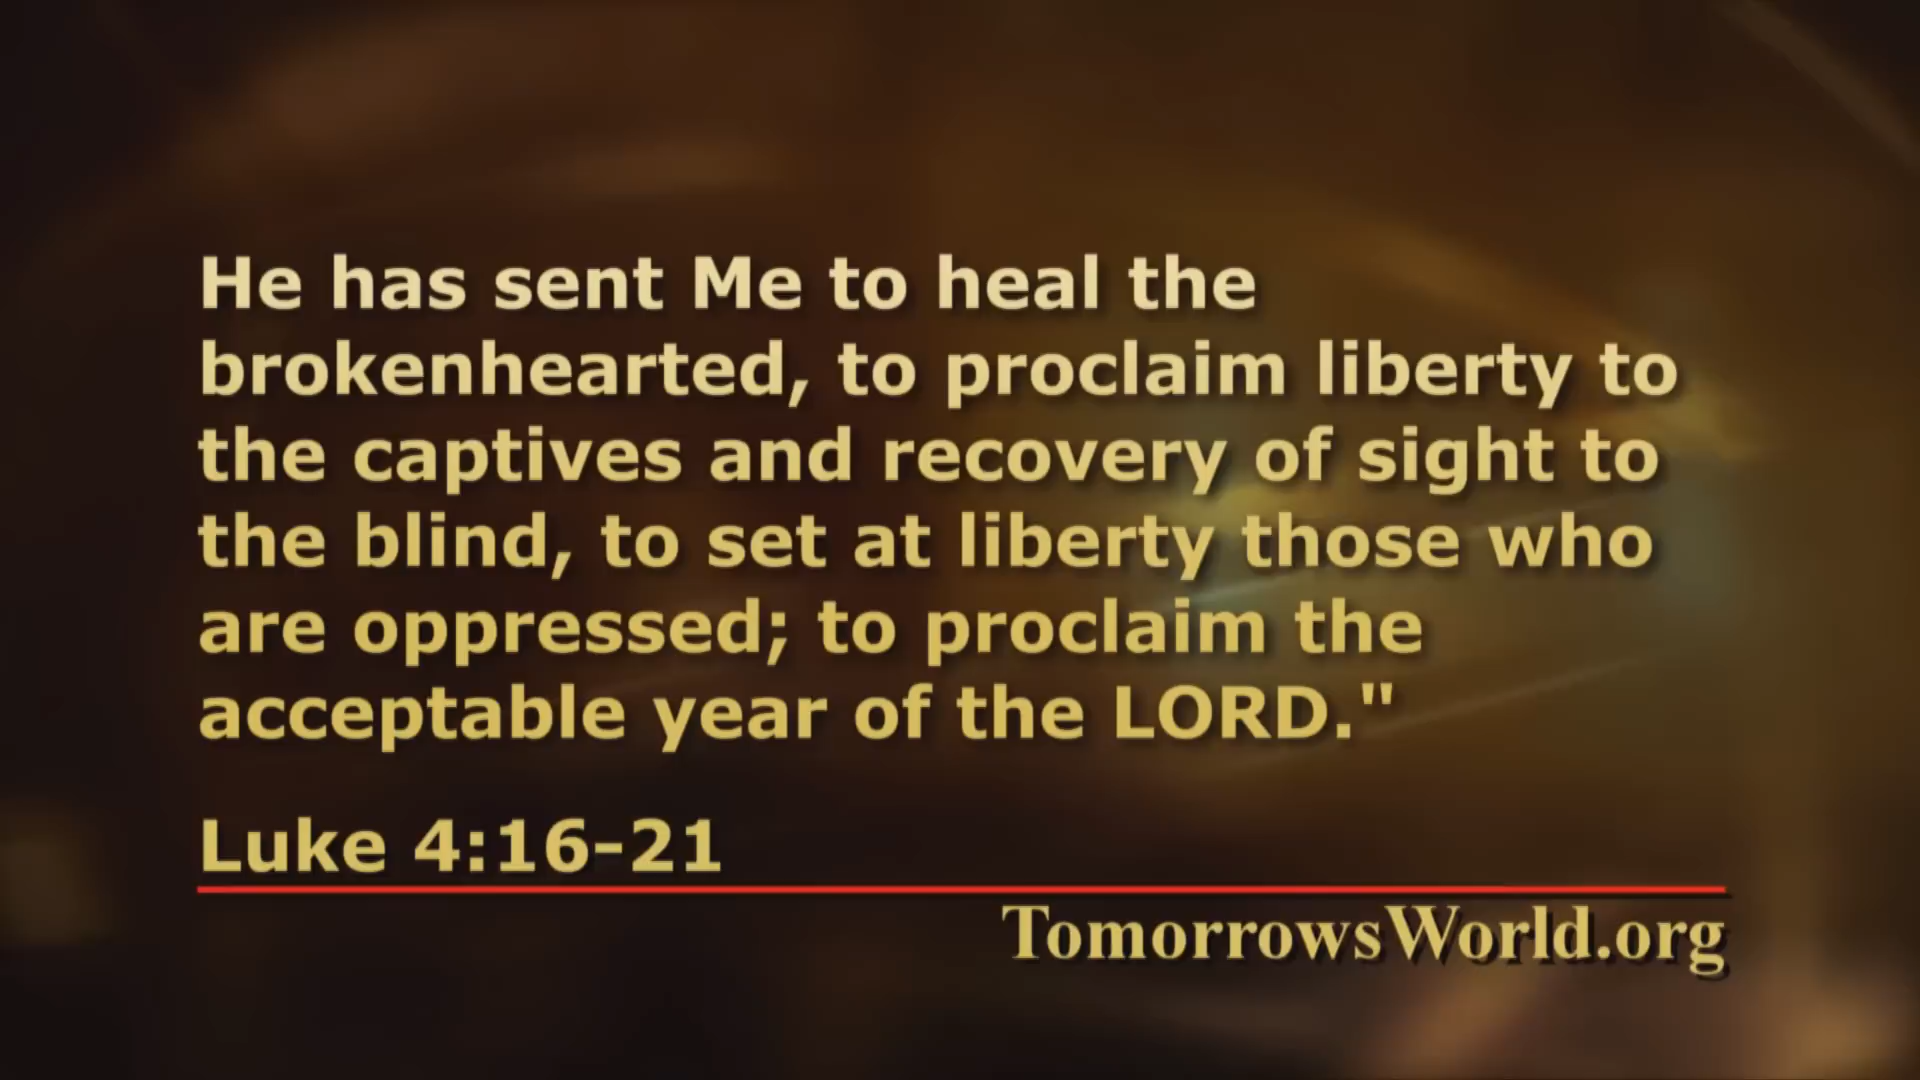 He has sent Me to heal the
brokenhearted, to proclaim liberty to
the captives and recovery of sight to
the blind, to set at liberty those who
are oppressed; to proclaim the
acceptable year of the LORD."
Luke 4:16-21
TomorrowsWorld.org